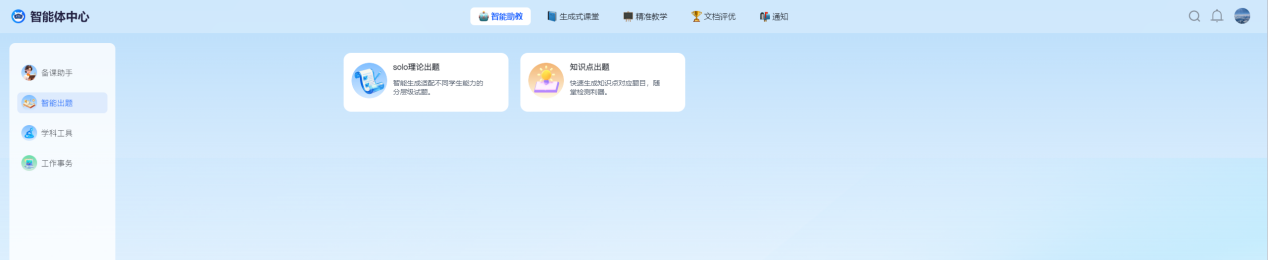 智能体中心
智能助教
生成式课堂
精准教学
文档评优
通知
备课助手
智能出题
学科工具
工作事务
solo理论出题
智能生成适配不同学生能力的
分层级试题。
知识点出题
快速生成知识点对应题目，随
堂检测利器。